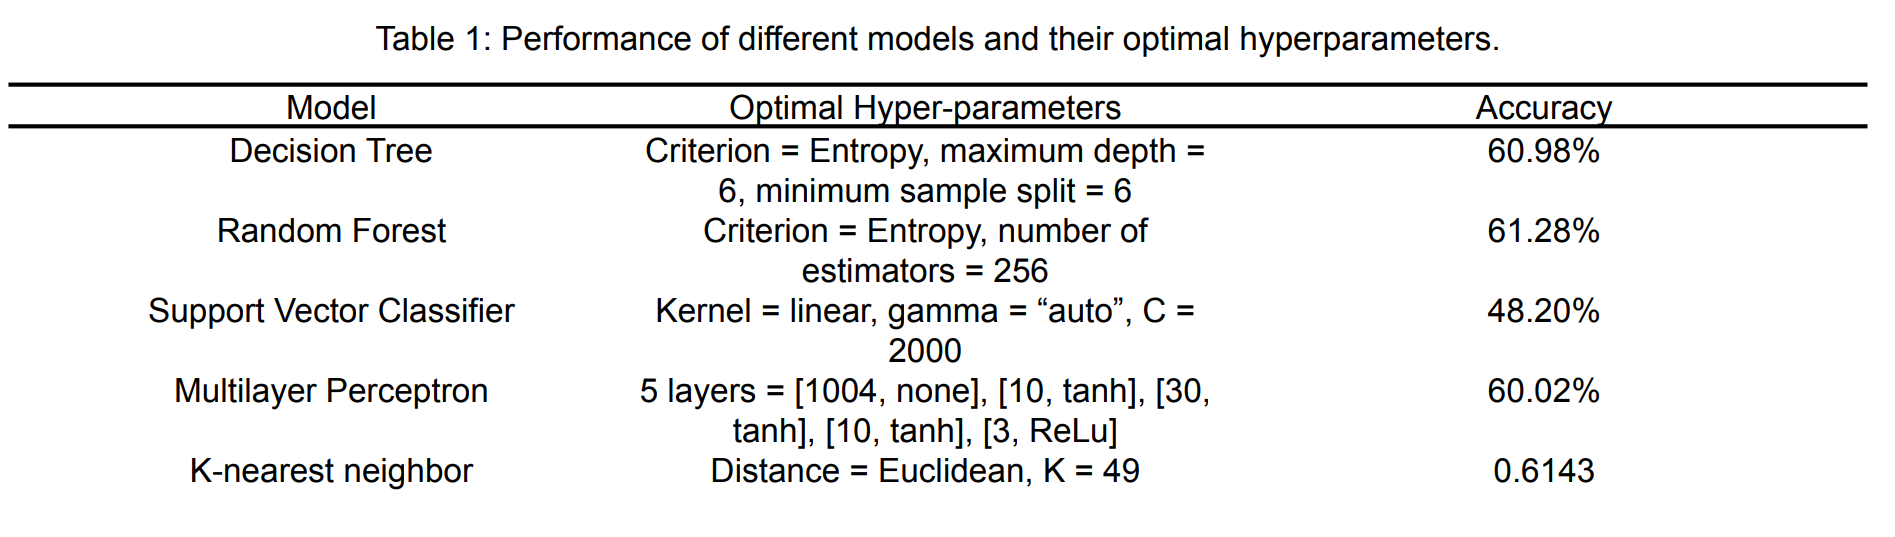 Table 1: Performance of different models and their optimal hyperparameters.
Model Optimal Hyper-parameters Accuracy
Decision Tree Criterion = Entropy, maximum depth = 60.98%
6, minimum sample split = 6
Random Forest Criterion = Entropy, number of 61.28%
estimators = 256
Support Vector Classifier Kernel = linear, gamma = “auto”, C = 48.20%
2000
Multilayer Perceptron 5 layers = [1004, none], [10, tanh], [30, 60.02%
tanh], [10, tanh], [3, ReLu]
K-nearest neighbor Distance = Euclidean, K = 49 0.6143